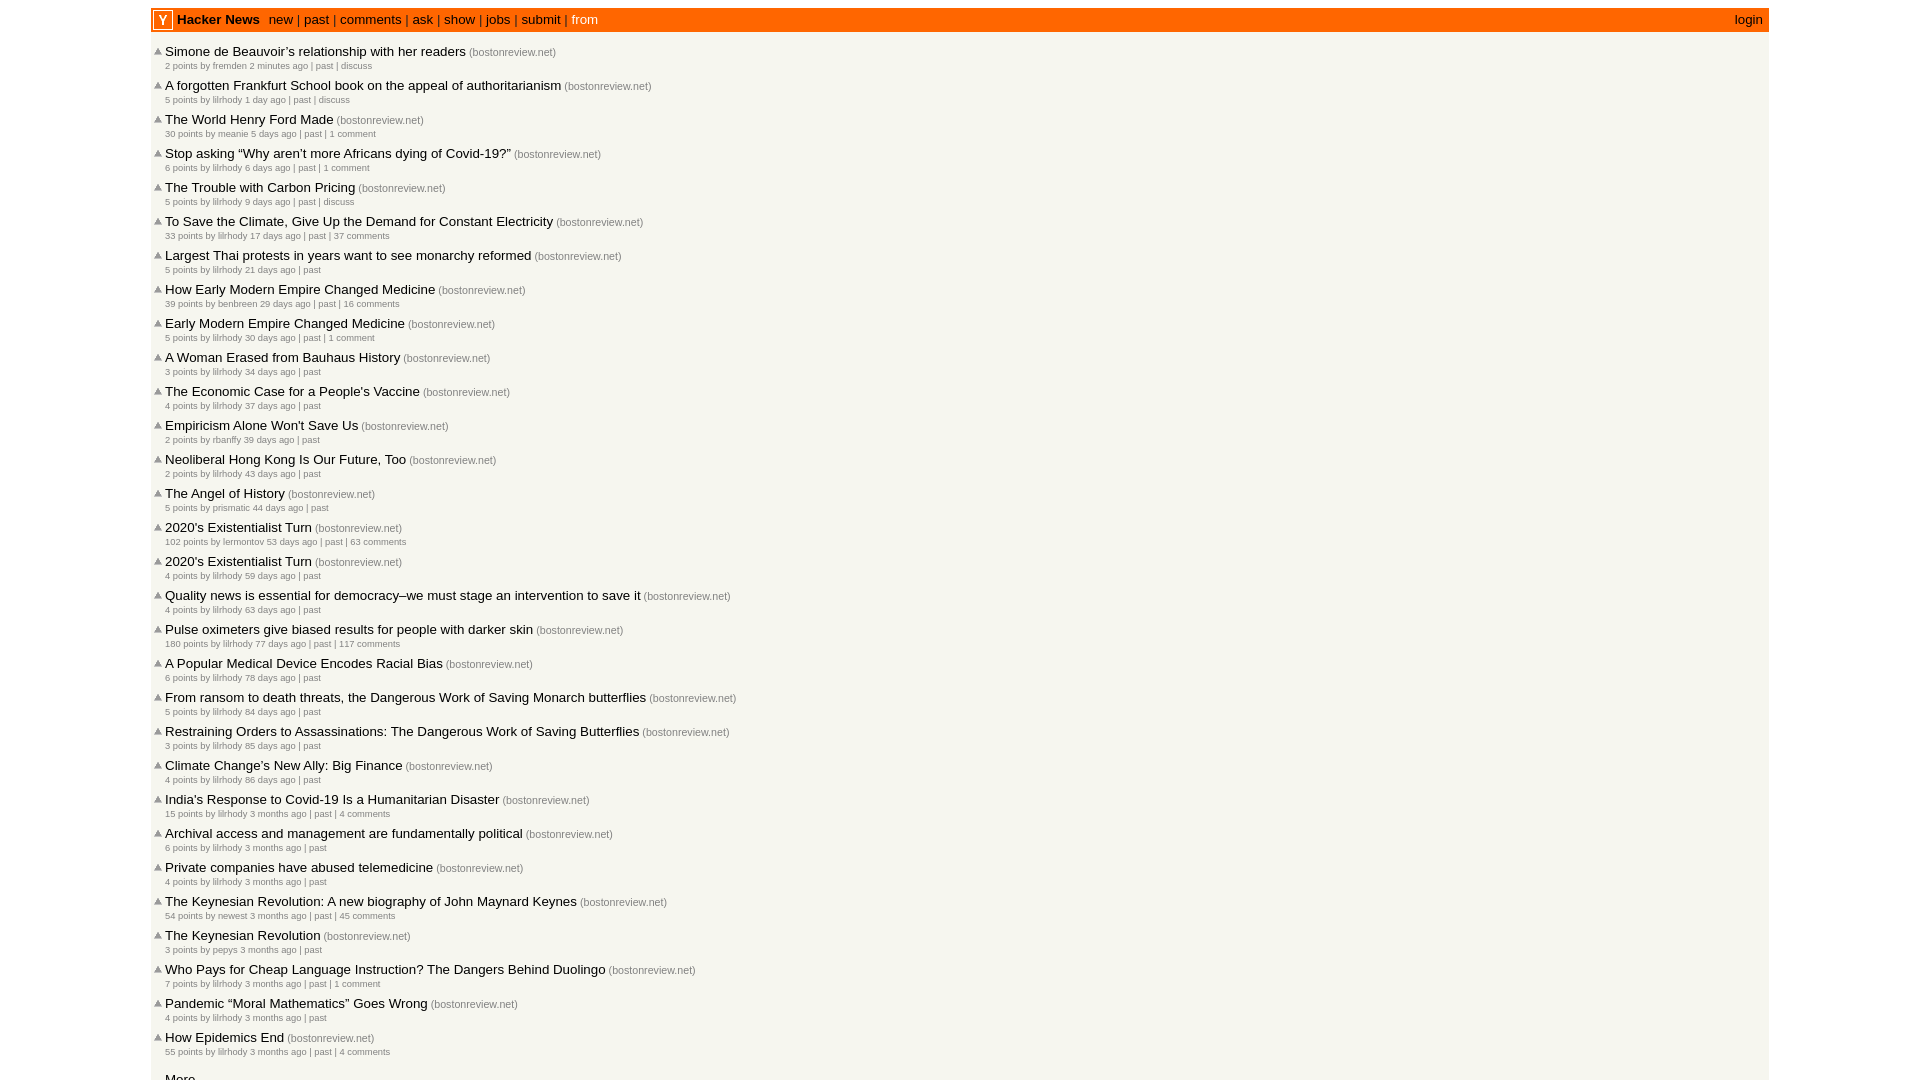 Y Hacker News new | past | comments | ask | show | jobs | submit | from login
Simone de Beauvoir’s relationship with her readers (bostonreview.net)
2 points by fremden 2 minutes ago | past | discuss
A forgotten Frankfurt School book on the appeal of authoritarianism (bostonreview.net)
5 points by lilrhody 1 day ago | past | discuss
The World Henry Ford Made (bostonreview.net)
30 points by meanie 5 days ago | past | 1 comment
Stop asking “Why aren’t more Africans dying of Covid-19?” (bostonreview.net)
6 points by lilrhody 6 days ago | past | 1 comment
The Trouble with Carbon Pricing (bostonreview.net)
5 points by lilrhody 9 days ago | past | discuss
To Save the Climate, Give Up the Demand for Constant Electricity (bostonreview.net)
33 points by lilrhody 17 days ago | past | 37 comments
Largest Thai protests in years want to see monarchy reformed (bostonreview.net)
5 points by lilrhody 21 days ago | past
How Early Modern Empire Changed Medicine (bostonreview.net)
39 points by benbreen 29 days ago | past | 16 comments
Early Modern Empire Changed Medicine (bostonreview.net)
5 points by lilrhody 30 days ago | past | 1 comment
A Woman Erased from Bauhaus History (bostonreview.net)
3 points by lilrhody 34 days ago | past
The Economic Case for a People's Vaccine (bostonreview.net)
4 points by lilrhody 37 days ago | past
Empiricism Alone Won't Save Us (bostonreview.net)
2 points by rbanffy 39 days ago | past
Neoliberal Hong Kong Is Our Future, Too (bostonreview.net)
2 points by lilrhody 43 days ago | past
The Angel of History (bostonreview.net)
5 points by prismatic 44 days ago | past
2020's Existentialist Turn (bostonreview.net)
102 points by lermontov 53 days ago | past | 63 comments
2020's Existentialist Turn (bostonreview.net)
4 points by lilrhody 59 days ago | past
Quality news is essential for democracy–we must stage an intervention to save it (bostonreview.net)
4 points by lilrhody 63 days ago | past
Pulse oximeters give biased results for people with darker skin (bostonreview.net)
180 points by lilrhody 77 days ago | past | 117 comments
A Popular Medical Device Encodes Racial Bias (bostonreview.net)
6 points by lilrhody 78 days ago | past
From ransom to death threats, the Dangerous Work of Saving Monarch butterflies (bostonreview.net)
5 points by lilrhody 84 days ago | past
Restraining Orders to Assassinations: The Dangerous Work of Saving Butterflies (bostonreview.net)
3 points by lilrhody 85 days ago | past
Climate Change’s New Ally: Big Finance (bostonreview.net)
4 points by lilrhody 86 days ago | past
India’s Response to Covid-19 Is a Humanitarian Disaster (bostonreview.net)
15 points by lilrhody 3 months ago | past | 4 comments
Archival access and management are fundamentally political (bostonreview.net)
6 points by lilrhody 3 months ago | past
Private companies have abused telemedicine (bostonreview.net)
4 points by lilrhody 3 months ago | past
The Keynesian Revolution: A new biography of John Maynard Keynes (bostonreview.net)
54 points by newest 3 months ago | past | 45 comments
The Keynesian Revolution (bostonreview.net)
3 points by pepys 3 months ago | past
Who Pays for Cheap Language Instruction? The Dangers Behind Duolingo (bostonreview.net)
7 points by lilrhody 3 months ago | past | 1 comment
Pandemic “Moral Mathematics” Goes Wrong (bostonreview.net)
4 points by lilrhody 3 months ago | past
How Epidemics End (bostonreview.net)
55 points by lilrhody 3 months ago | past | 4 comments
More